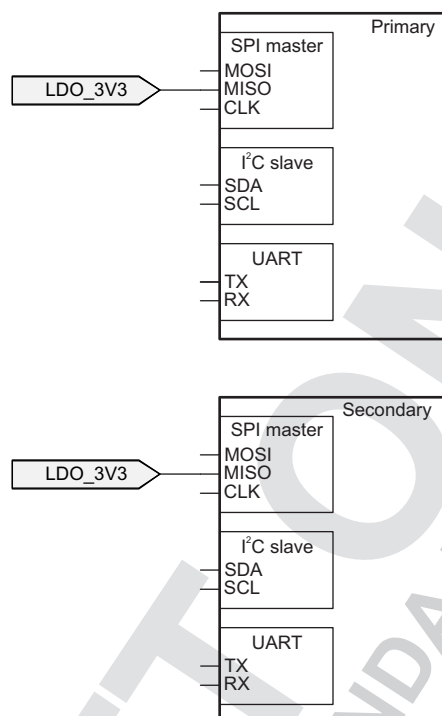 Primary
SPI master
MOSI
LDO_3V3
MISO
CLK
I²C slave
SDA
SCL
UART
TX
RX
Secondary
SPI master
MOSI
LDO_3V3
MISO
CLK
I²C slave
SDA
SCL
UART
TX
RX